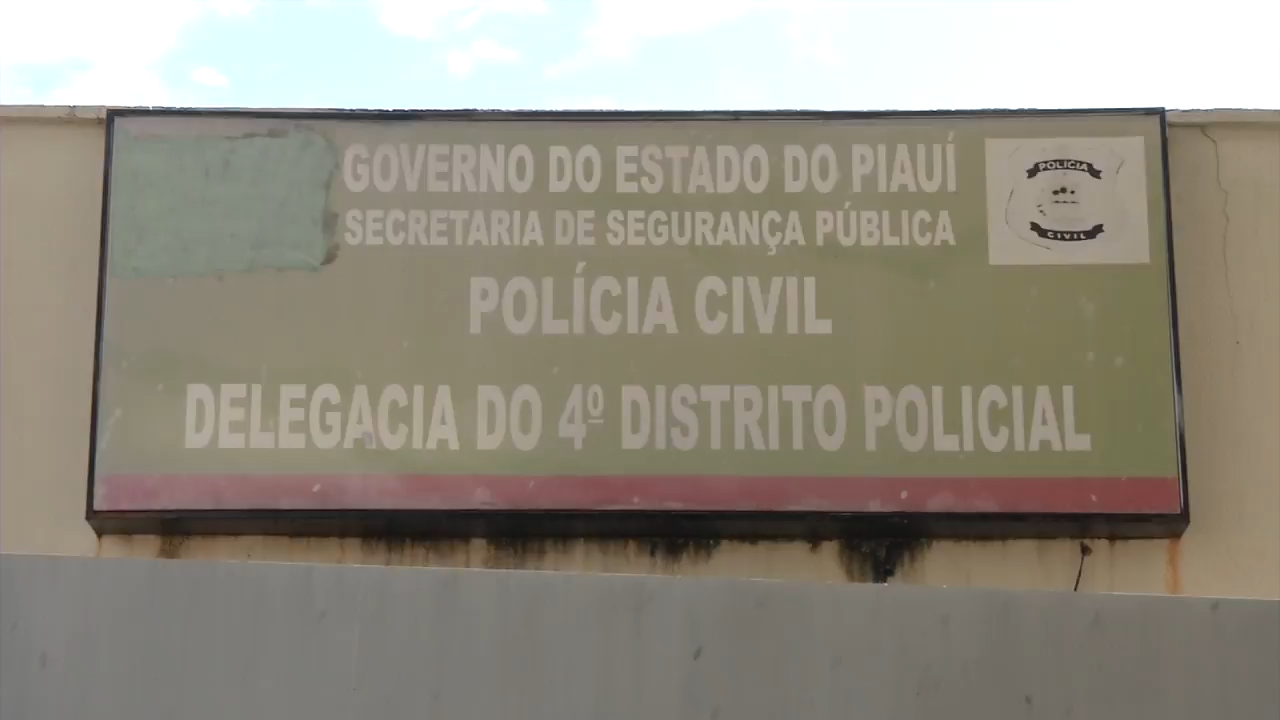 GOVERNO DO ESTADO DO PIAUÍ
SECRETARIA DE SEGURANÇA PÚBLICA
POLÍCIA CIVIL
DELEGACIA DO 4º DISTRITO POLICIAL
POLÍCIA
CIVIL